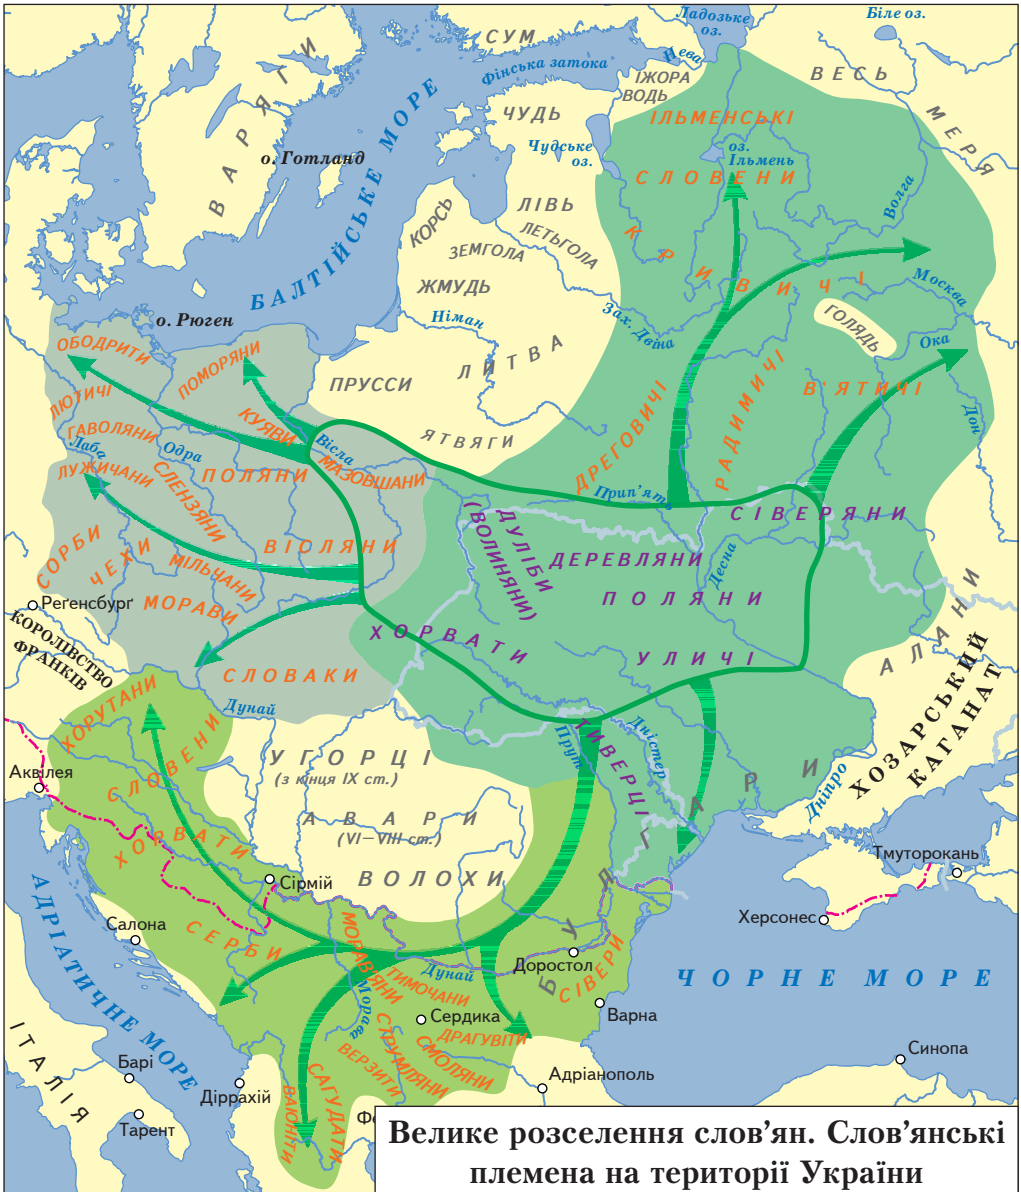 Ладозьке
оз.
Біле оз.
СУМ
Нева
Фінська затока
ІЖОРА
ВОДЬ
ВЕСЬ
МЕРЯ
ВАРЯГИ
ЧУДЬ
ІЛЬМЕНСЬКІ
СЛОВЕНИ
оз.
Ільмень
Чудське
оз.
о. Готланд
БАЛТІЙСЬКЕ МОРЕ
Волга
КОРСЬ
ЛІВЬ
ЛЕТЬГОЛА
ЗЕМГОЛА
ЖМУДЬ
КРИВИЧІ
Москва
Німан
Зах. Двіна
ГОЛЯДЬ
Ока
о. Рюген
ОБОДРИТИ
ПОМОРЯНИ
ЛИТВА
ПРУССИ
ЛЮТИЧІ
ДРЕГОВИЧІ
РАДИМИЧІ
В'ЯТИЧІ
Дон
ГАВОЛЯНИ
КУЯВИ
Вісла
ЯТВЯГИ
Лаба
Одра
ЛУЖИЧАНИ
СЛЕНЗЯНИ
ПОЛЯНИ
МАЗОВШАНИ
Прип'ять
СІВЕРЯНИ
ДУЛІБИ
(ВОЛИНЯНИ)
ДЕРЕВЛЯНИ
Десна
СОРБИ
ЧЕХИ
МІЛЬЧАНИ
ВІСЛЯНИ
МОРАВИ
ПОЛЯНИ
Регенсбурґ
КОРОЛІВСТВО
ФРАНКІВ
ХОРВАТИ
УЛИЧІ
АЛАНИ
ХОЗАРСЬКИЙ
КАГАНАТ
СЛОВАКИ
Дунай
ХОРУТАНИ
СЛОВЕНИ
Прут
ТИВЕРЦІ
Дністер
Дніпро
УГОРЦІ
(з кінця ІХ ст.)
Аквілея
АВАРИ
(VI—VIII ст.)
ХОРВАТИ
ВОЛОХИ
БУЛГАРИ
Сірмій
Тмуторокань
Херсонес
АДРІАТИЧНЕ МОРЕ
Салона
СЕРБИ
МОРАВ'ЯНИ
Дунай
Доростол
СІВЕРИ
ЧОРНЕ МОРЕ
ТИМОЧАНИ
Морава
Сердика
ДРАГУВІТИ
Варна
СТРУМЛЯНИ
СМОЛЯНИ
ВЕРЗИТИ
САГУДАТИ
ВАЮНІТИ
ІТАЛІЯ
Барі
Діррахій
Тарент
Адріанополь
Синопа
Велике розселення слов'ян. Слов'янські
племена на території України